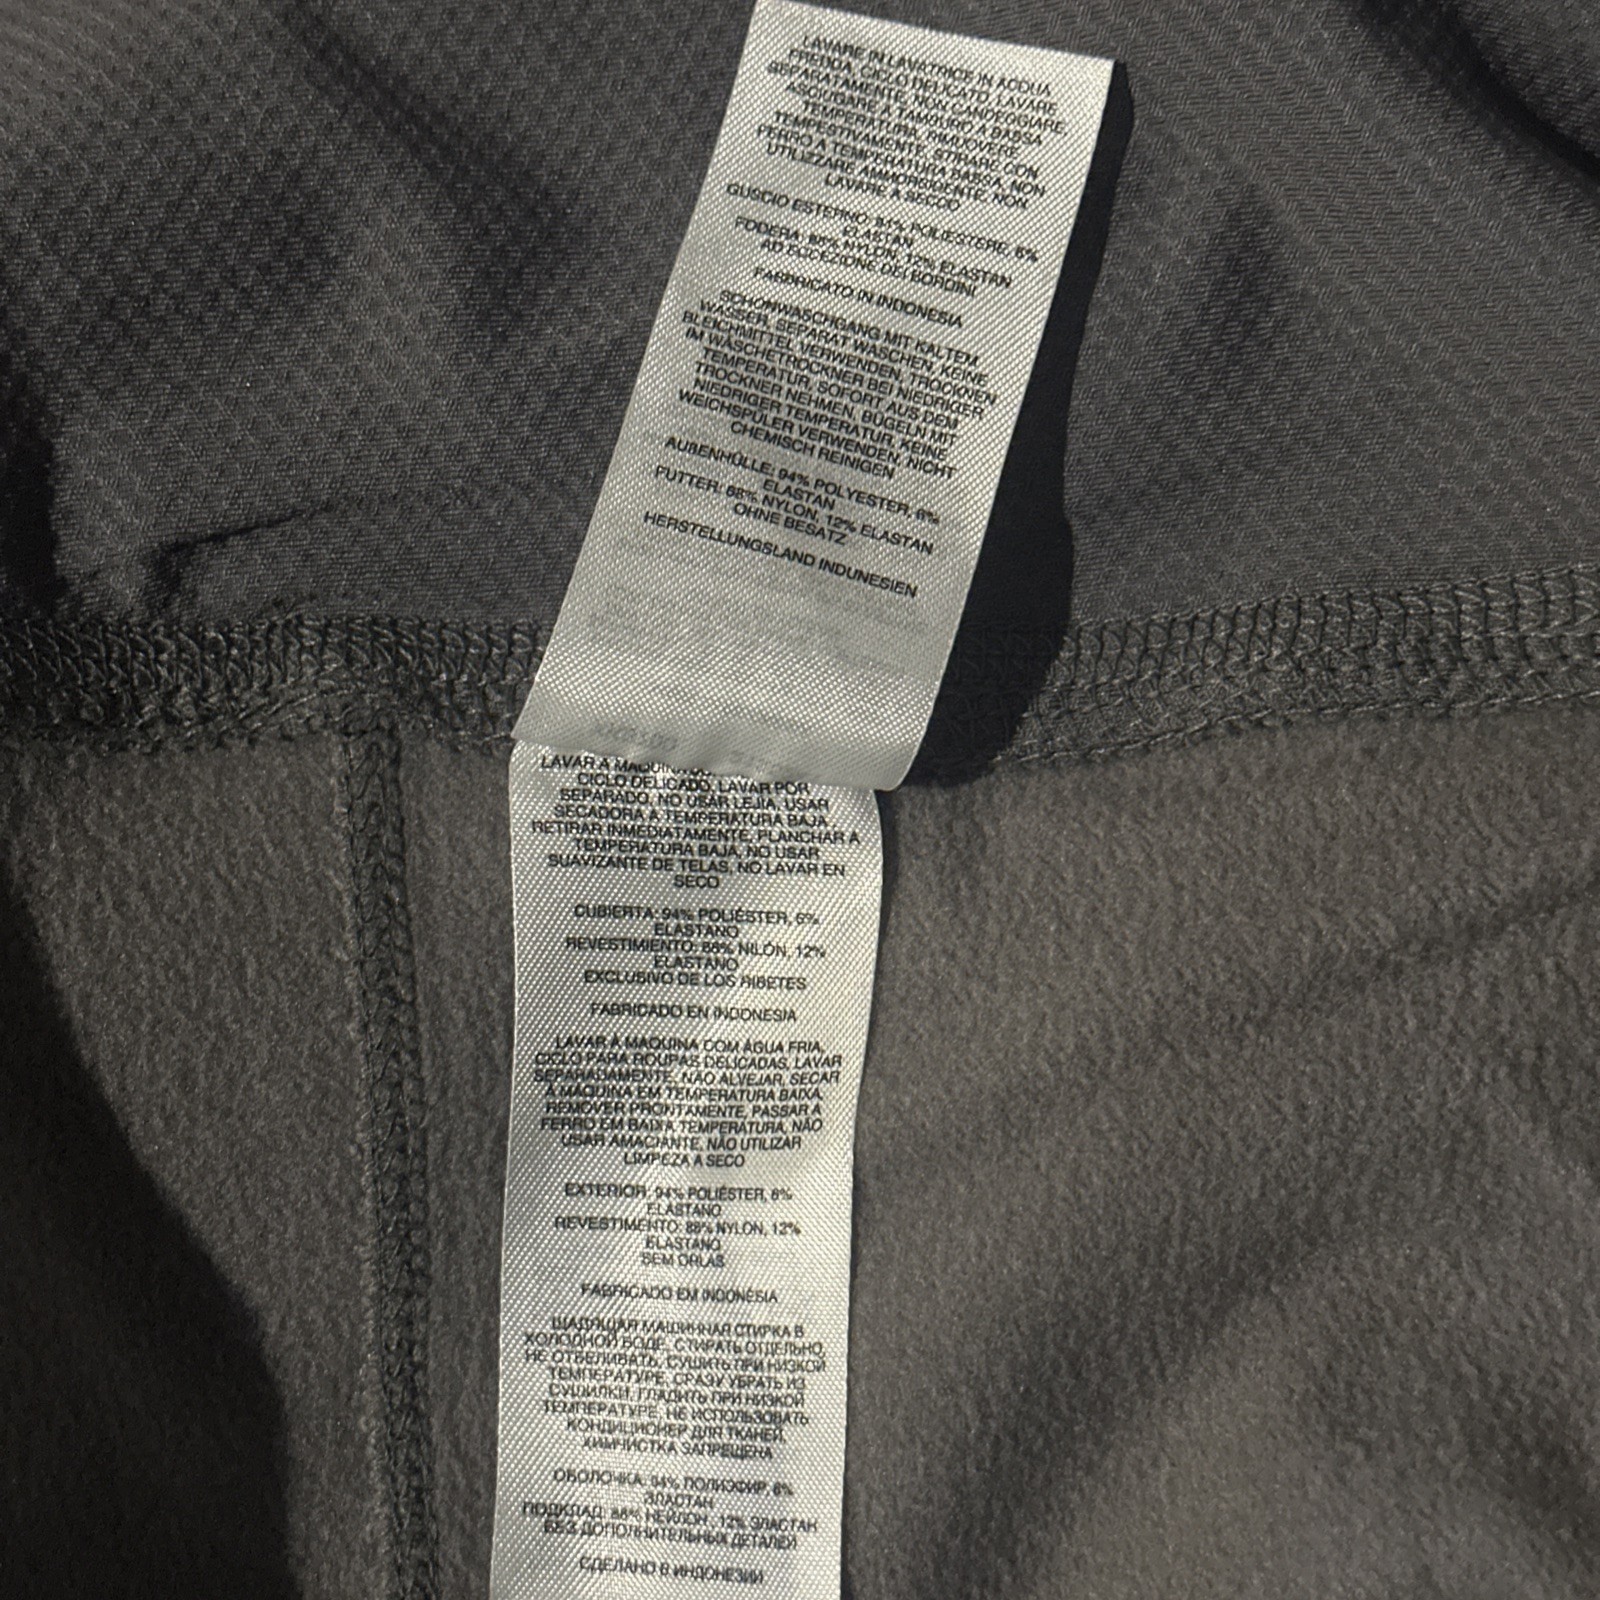 LAVARE IN LAVATRICE IN ACQUA
FREDDA, CICLO DELICATO, LAVARE
SEPARATAMENTE, NON CANDEGGIARE,
ASCIUGARE A TAMBURO A BASSA
TEMPERATURA, RIMUOVERE
TEMPESTIVAMENTE, STIRARE CON
FERRO A TEMPERATURA BASSA, NON
UTILIZZARE AMMORBIDENTE, NON
LAVARE A SECCO
GUSCIO ESTERNO: 94% POLIESTERE, 6%
ELASTAN
FODERA: 88% NYLON, 12% ELASTAN
AD ECCEZIONE DEI BORDINI
FABRICATO IN INDONESIA
SCHONWASCHGANG MIT KALTEM
WASSER, SEPARAT WASCHEN, KEINE
BLEICHMITTEL VERWENDEN, TROCKNEN
IM WÄSCHETROCKNER BEI NIEDRIGER
TEMPERATUR, SOFORT AUS DEM
TROCKNER NEHMEN, BÜGELN MIT
NIEDRIGER TEMPERATUR, KEINE
WEICHSPÜLER VERWENDEN, NICHT
CHEMISCH REINIGEN
AUßENHÜLLE: 94% POLYESTER, 6%
ELASTAN
FUTTER: 88% NYLON, 12% ELASTAN
OHNE BESATZ
HERSTELLUNGSLAND INDUNESIEN
LAVAR A
CICLO DELICADO, LAVAR POR
SEPARADO, NO USAR LEJIA, USAR
SECADORA A TEMPERATURA BAJA,
RETIRAR INMEDIATAMENTE, PLANCHAR A
TEMPERATURA BAJA, NO USAR
SUAVIZANTE DE TELAS, NO LAVAR EN
SECO
CUBIERTA: 94% POLIÉSTER, 6%
ELASTANO
REVESTIMIENTO: 88% NILÓN, 12%
ELASTANO
EXCLUSIVO DE LOS RIBETES
FABRICADO EN INDONESIA
LAVAR À MÁQUINA COM ÁGUA FRIA,
CICLO PARA ROUPAS DELICADAS, LAVAR
SEPARADAMENTE, NÃO ALVEJAR, SECAR
À MÁQUINA EM TEMPERATURA BAIXA,
REMOVER PRONTAMENTE, PASSAR A
FERRO EM BAIXA TEMPERATURA, NÃO
USAR AMACIANTE, NÃO UTILIZAR
LIMPEZA A SECO
EXTERIOR: 94% POLIÉSTER, 6%
ELASTANO
REVESTIMENTO: 88% NYLON, 12%
ELASTANO
SEM ORLAS
FABRICADO EM INDONÉSIA
ЩАДЯЩАЯ МАШИННАЯ СТИРКА В
ХОЛОДНОЙ ВОДЕ, СТИРАТЬ ОТДЕЛЬНО,
НЕ ОТБЕЛИВАТЬ, СУШИТЬ ПРИ НИЗКОЙ
ТЕМПЕРАТУРЕ, СРАЗУ УБРАТЬ ИЗ
СУШИЛКИ, ГЛАДИТЬ ПРИ НИЗКОЙ
ТЕМПЕРАТУРЕ, НЕ ИСПОЛЬЗОВАТЬ
КОНДИЦИОНЕР ДЛЯ ТКАНЕЙ,
ХИМЧИСТКА ЗАПРЕЩЕНА
ОБОЛОЧКА: 94% ПОЛИЭФИР, 6%
ЭЛАСТАН
ПОДКЛАД: 88% НЕЙЛОН, 12% ЭЛАСТАН
БЕЗ ДОПОЛНИТЕЛЬНЫХ ДЕТАЛЕЙ
СДЕЛАНО В ИНДОНЕЗИИ